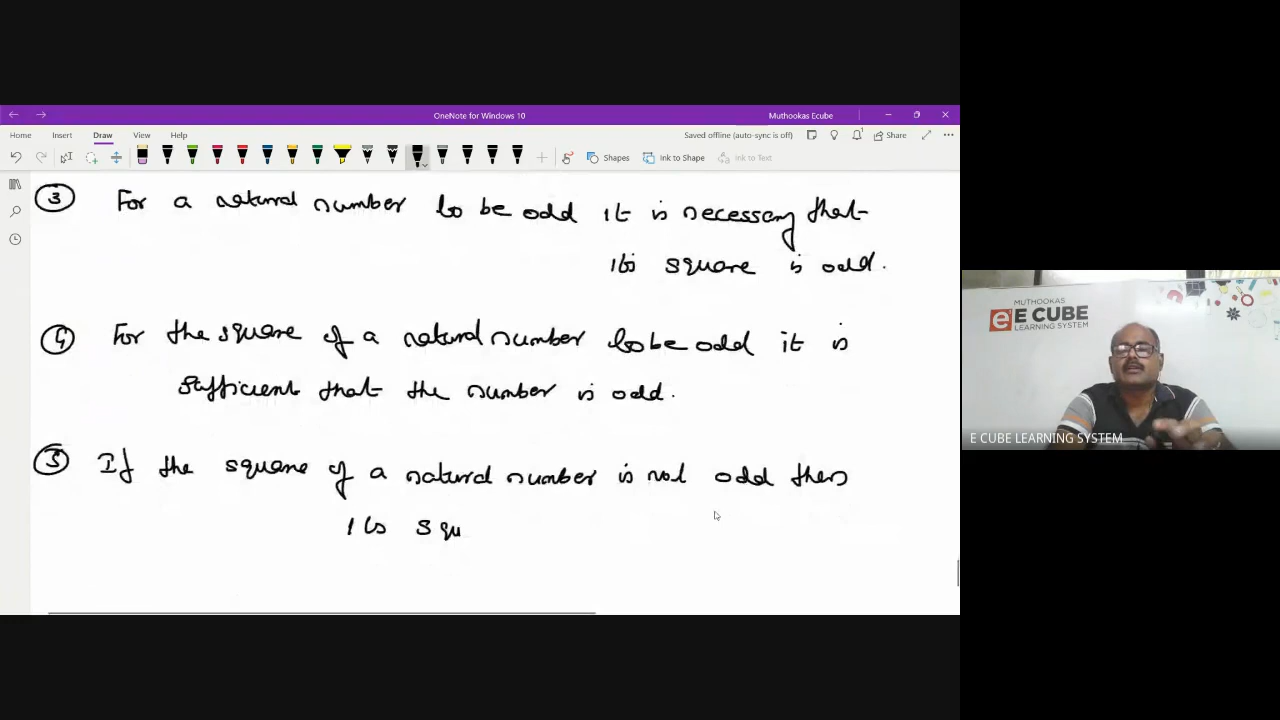 OneNote for Windows 10
Muthookas Ecube
Home Insert Draw View Help
Saved offline (auto-sync is off)
Share
Shapes
Ink to Shape
Ink to Text
③ For a natural number to be odd it is necessary that
its square is odd.
④ For the square of a natural number to be odd it is
sufficient that the number is odd.
⑤ If the square of a natural number is not odd then
its squ
MUTHOOKAS
e E CUBE
LEARNING SYSTEM
E CUBE LEARNING SYSTEM